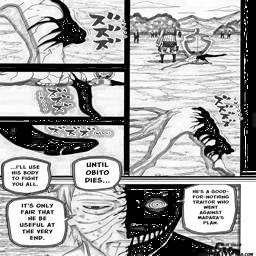 HE'S A GOOD-
FOR-NOTHING
TRAITOR WHO
WENT
AGAINST
MADARA'S
PLAN.
UNTIL
OBITO
DIES...
...I'LL USE
HIS BODY
TO FIGHT
YOU ALL.
IT'S ONLY
FAIR THAT
HE BE
USEFUL AT
THE VERY
END.